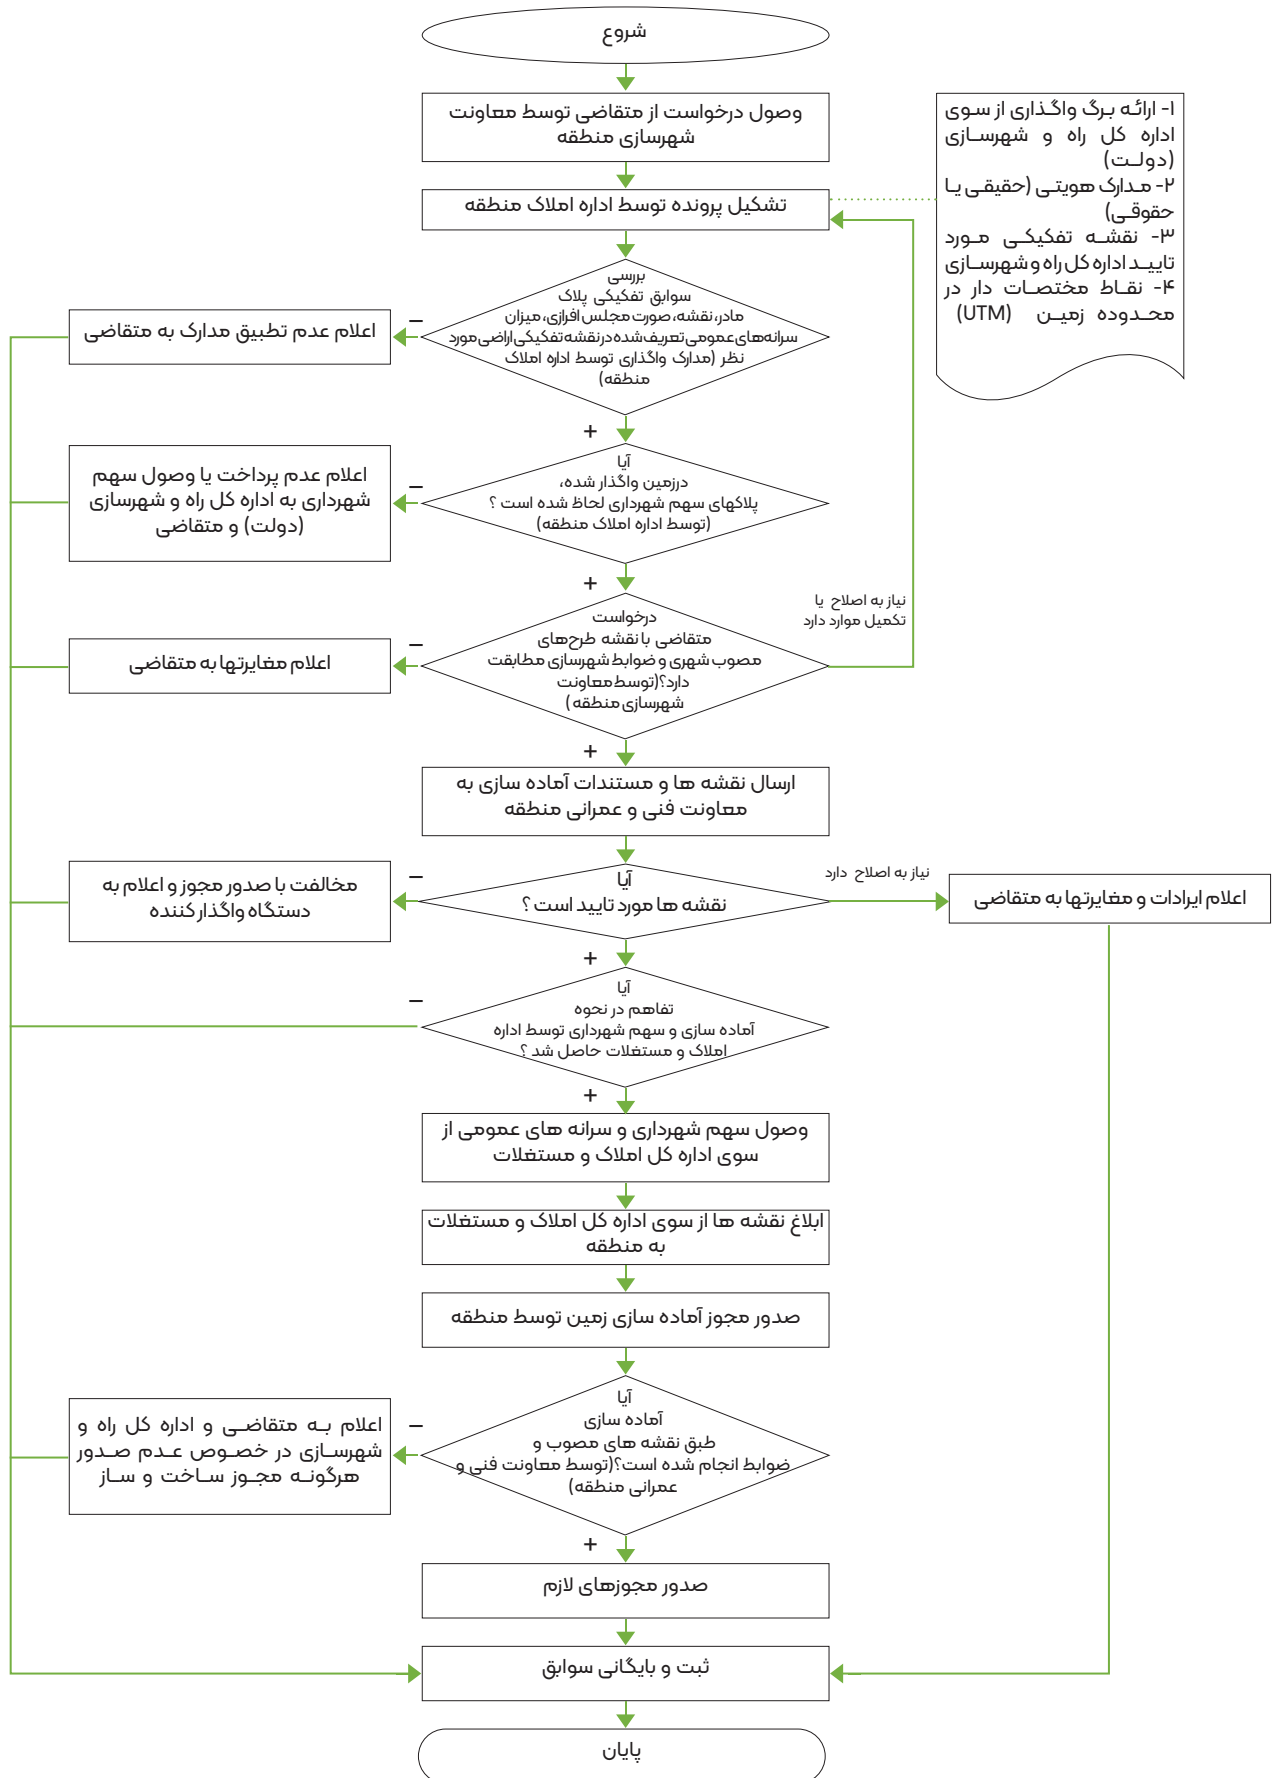 شروع
وصول درخواست از متقاضی توسط معاونت
شهرسازی منطقه
۱- ارائه برگ واگذاری از سوی
اداره کل راه و شهرسازی
(دولت)
۲- مدارک هویتی (حقیقی یا
حقوقی)
۳- نقشه تفکیکی مورد
تایید اداره کل راه و شهرسازی
۴- نقاط مختصات دار در
محدوده زمین (UTM)
تشکیل پرونده توسط اداره املاک منطقه
بررسی
سوابق تفکیکی پلاک
مادر، نقشه، صورت مجلس افرازی، میزان
سرانه‌های عمومی تعریف شده در نقشه تفکیکی اراضی مورد
نظر (مدارک واگذاری توسط اداره املاک
منطقه)
–
اعلام عدم تطبیق مدارک به متقاضی
+
آیا
درزمین واگذار شده،
پلاکهای سهم شهرداری لحاظ شده است ؟
(توسط اداره املاک منطقه)
–
اعلام عدم پرداخت یا وصول سهم
شهرداری به اداره کل راه و شهرسازی
(دولت) و متقاضی
+
نیاز به اصلاح یا
تکمیل موارد دارد
درخواست
متقاضی با نقشه طرح‌های
مصوب شهری و ضوابط شهرسازی مطابقت
دارد؟(توسط معاونت
شهرسازی منطقه )
–
اعلام مغایرتها به متقاضی
+
ارسال نقشه ها و مستندات آماده سازی به
معاونت فنی و عمرانی منطقه
آیا
نقشه ها مورد تایید است ؟
نیاز به اصلاح دارد
اعلام ایرادات و مغایرتها به متقاضی
–
مخالفت با صدور مجوز و اعلام به
دستگاه واگذار کننده
+
آیا
تفاهم در نحوه
آماده سازی و سهم شهرداری توسط اداره
املاک و مستغلات حاصل شد ؟
–
+
وصول سهم شهرداری و سرانه های عمومی از
سوی اداره کل املاک و مستغلات
ابلاغ نقشه ها از سوی اداره کل املاک و مستغلات
به منطقه
صدور مجوز آماده سازی زمین توسط منطقه
آیا
آماده سازی
طبق نقشه های مصوب و
ضوابط انجام شده است؟(توسط معاونت فنی و
عمرانی منطقه)
–
اعلام به متقاضی و اداره کل راه و
شهرسازی در خصوص عدم صدور
هرگونه مجوز ساخت و ساز
+
صدور مجوزهای لازم
ثبت و بایگانی سوابق
پایان